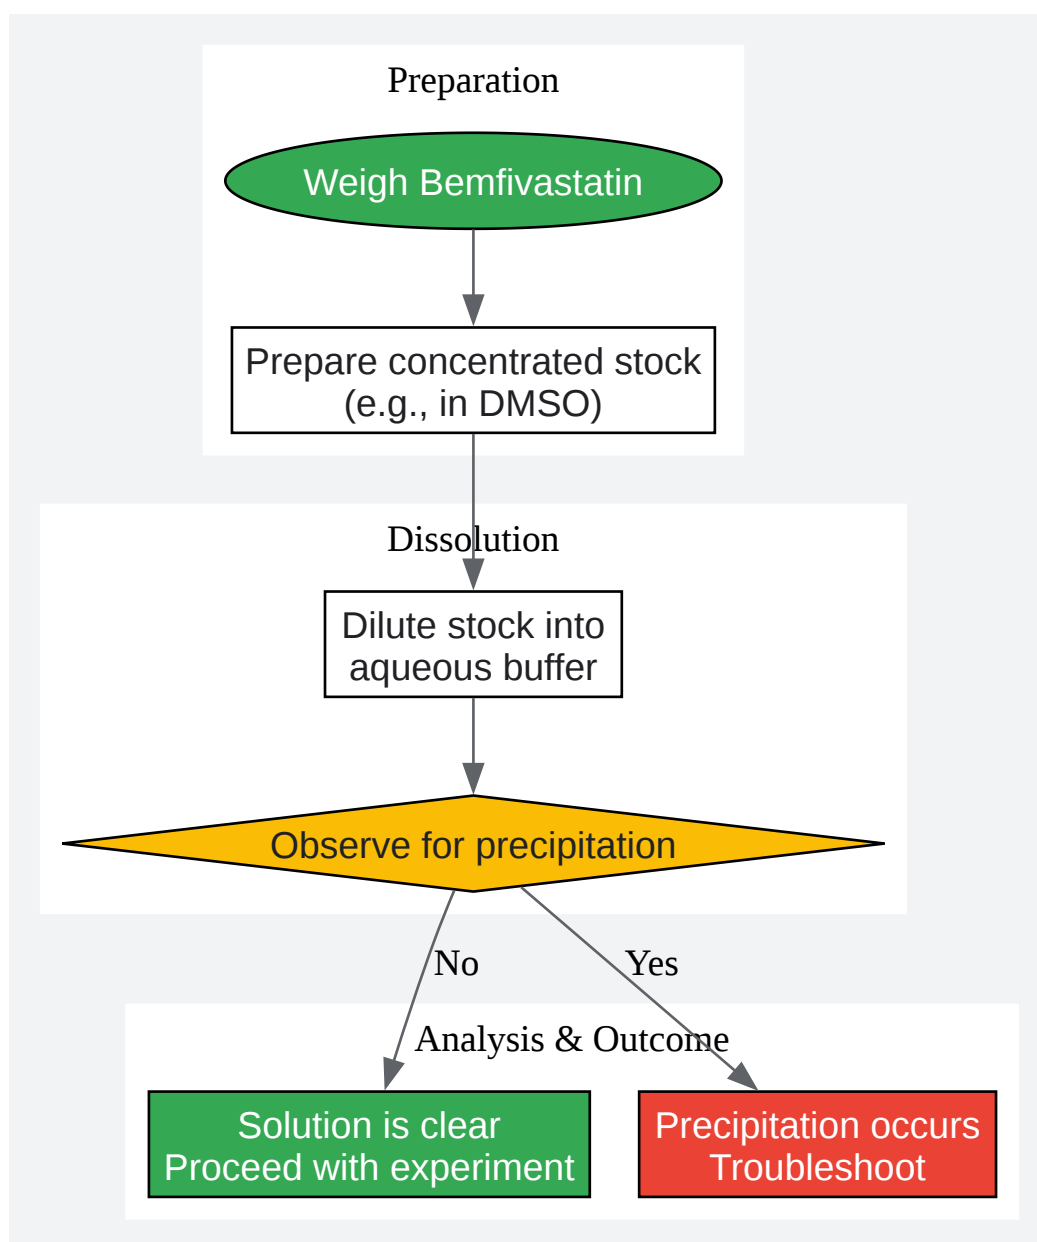 Preparation
Weigh Bemfivastatin
Prepare concentrated stock
(e.g., in DMSO)
Dissolution
Dilute stock into
aqueous buffer
Observe for precipitation
No
Yes
Analysis & Outcome
Solution is clear
Proceed with experiment
Precipitation occurs
Troubleshoot